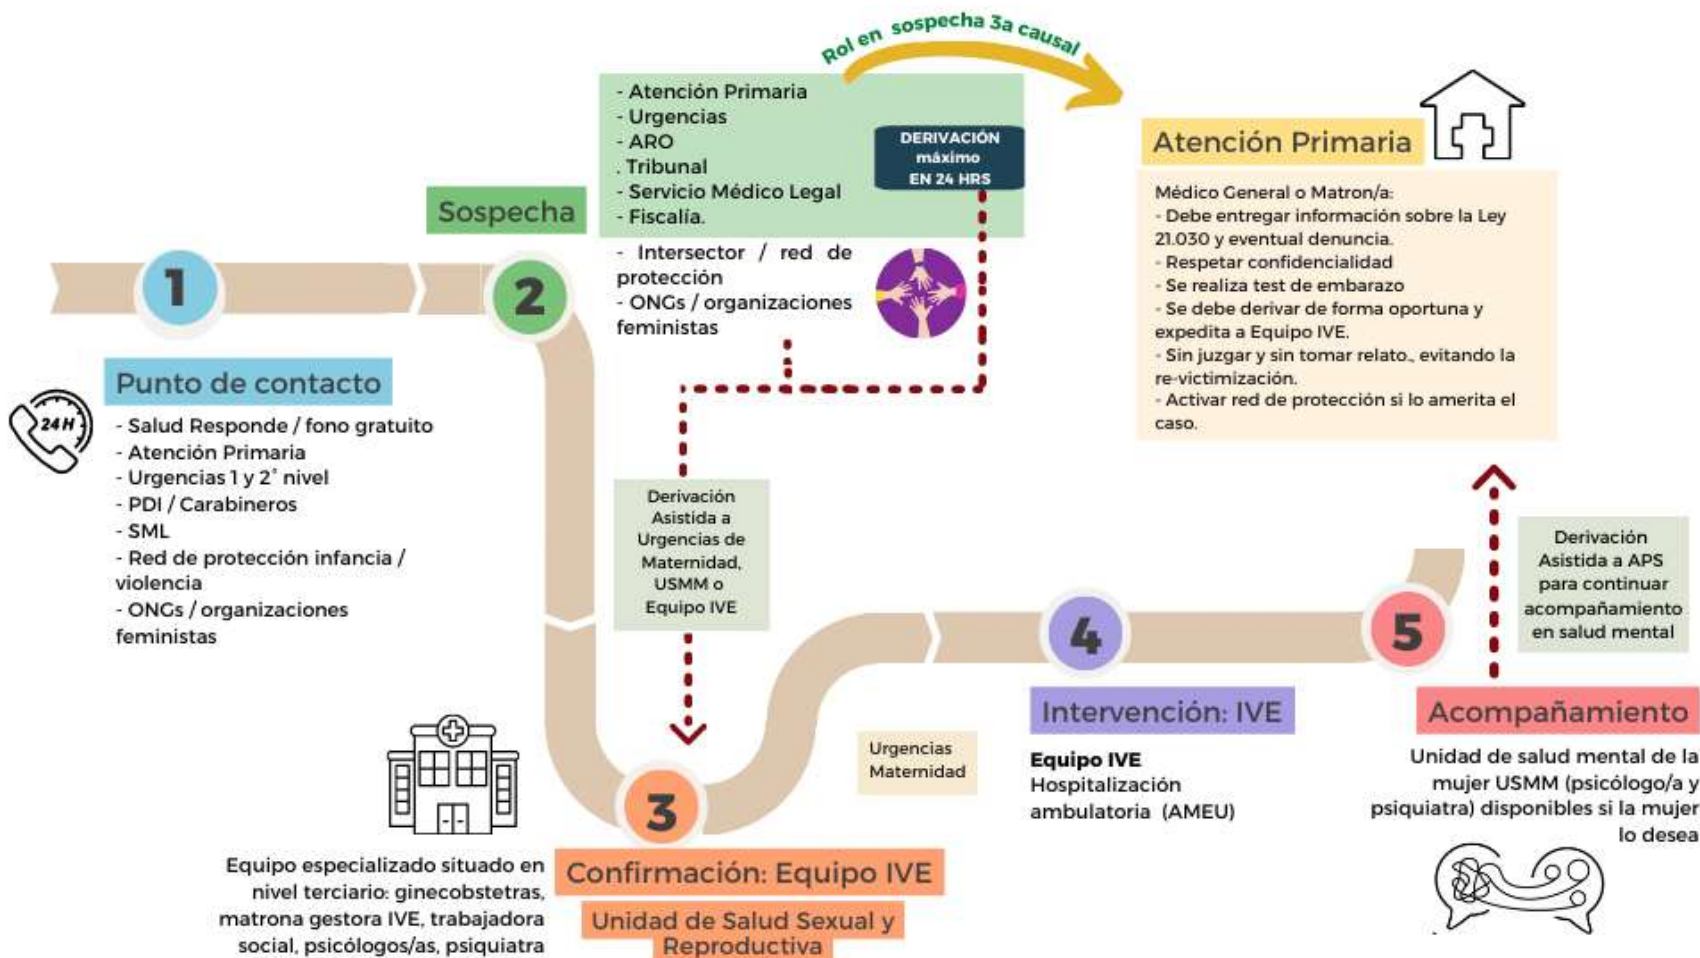 Rol en sospecha 3a causal
- Atención Primaria
- Urgencias
- ARO
. Tribunal
- Servicio Médico Legal
- Fiscalía.
DERIVACIÓN
máximo
EN 24 HRS
- Intersector / red de
protección
- ONGs / organizaciones
feministas
Atención Primaria
Médico General o Matron/a:
- Debe entregar información sobre la Ley
21.030 y eventual denuncia.
- Respetar confidencialidad
- Se realiza test de embarazo
- Se debe derivar de forma oportuna y
expedita a Equipo IVE.
- Sin juzgar y sin tomar relato., evitando la
re-victimización.
- Activar red de protección si lo amerita el
caso.
Sospecha
1
2
Punto de contacto
24H
- Salud Responde / fono gratuito
- Atención Primaria
- Urgencias 1 y 2° nivel
- PDI / Carabineros
- SML
- Red de protección infancia /
violencia
- ONGs / organizaciones
feministas
Derivación
Asistida a
Urgencias de
Maternidad,
USMM o
Equipo IVE
3
Confirmación: Equipo IVE
Unidad de Salud Sexual y
Reproductiva
Equipo especializado situado en
nivel terciario: ginecobstetras,
matrona gestora IVE, trabajadora
social, psicólogos/as, psiquiatra
Urgencias
Maternidad
4
Intervención: IVE
Equipo IVE
Hospitalización
ambulatoria (AMEU)
5
Acompañamiento
Unidad de salud mental de la
mujer USMM (psicólogo/a y
psiquiatra) disponibles si la mujer
lo desea
Derivación
Asistida a APS
para continuar
acompañamiento
en salud mental